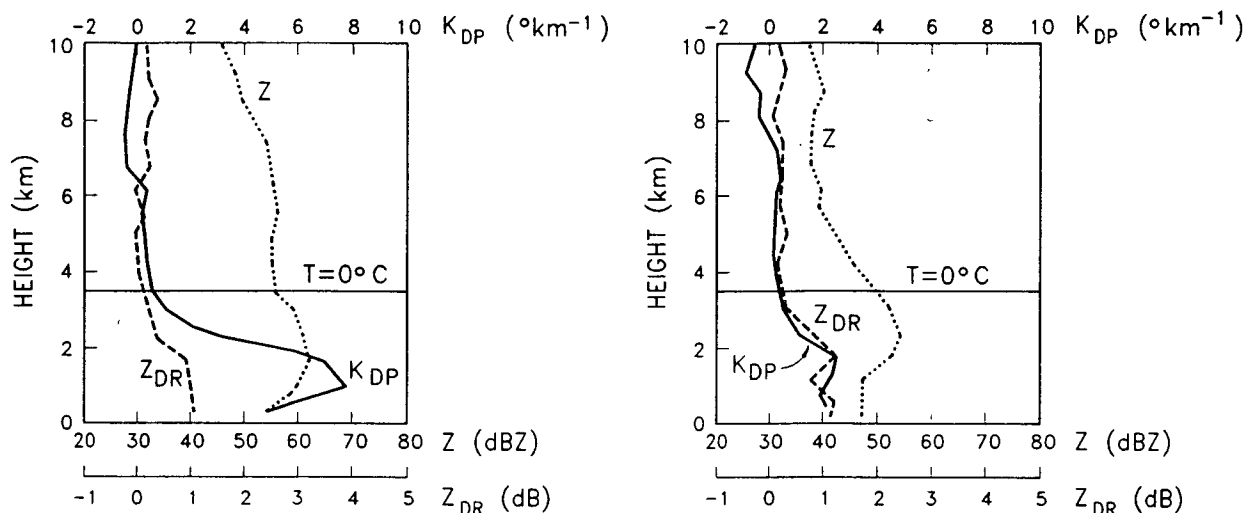 -2 0 2 4 6 8 10 K_DP (°km⁻¹)
10
8
6
4
2
0
HEIGHT (km)
Z
T=0°C
Z_DR
K_DP
20 30 40 50 60 70 80 Z (dBZ)
-1 0 1 2 3 4 5 Z_DR (dB)
-2 0 2 4 6 8 10 K_DP (°km⁻¹)
10
8
6
4
2
0
HEIGHT (km)
Z
T=0°C
Z_DR
K_DP
20 30 40 50 60 70 80 Z (dBZ)
-1 0 1 2 3 4 5 Z_DR (dB)